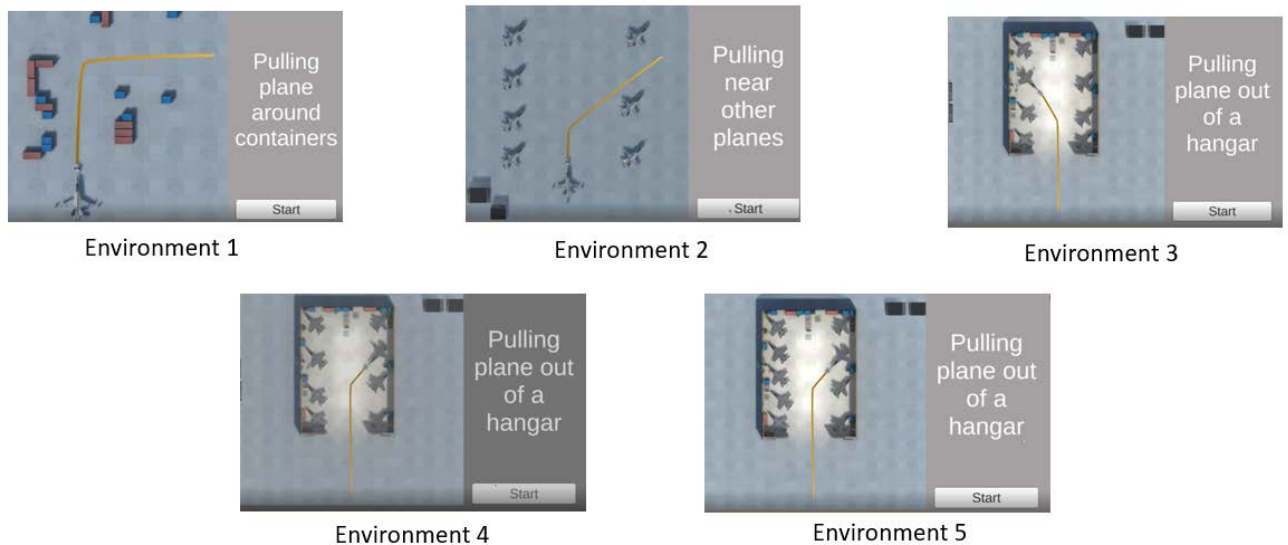 Pulling
plane
around
containers
Start
Environment 1
Pulling
near
other
planes
Start
Environment 2
Pulling
plane out
of a
hangar
Start
Environment 3
Pulling
plane out
of a
hangar
Start
Environment 4
Pulling
plane out
of a
hangar
Start
Environment 5